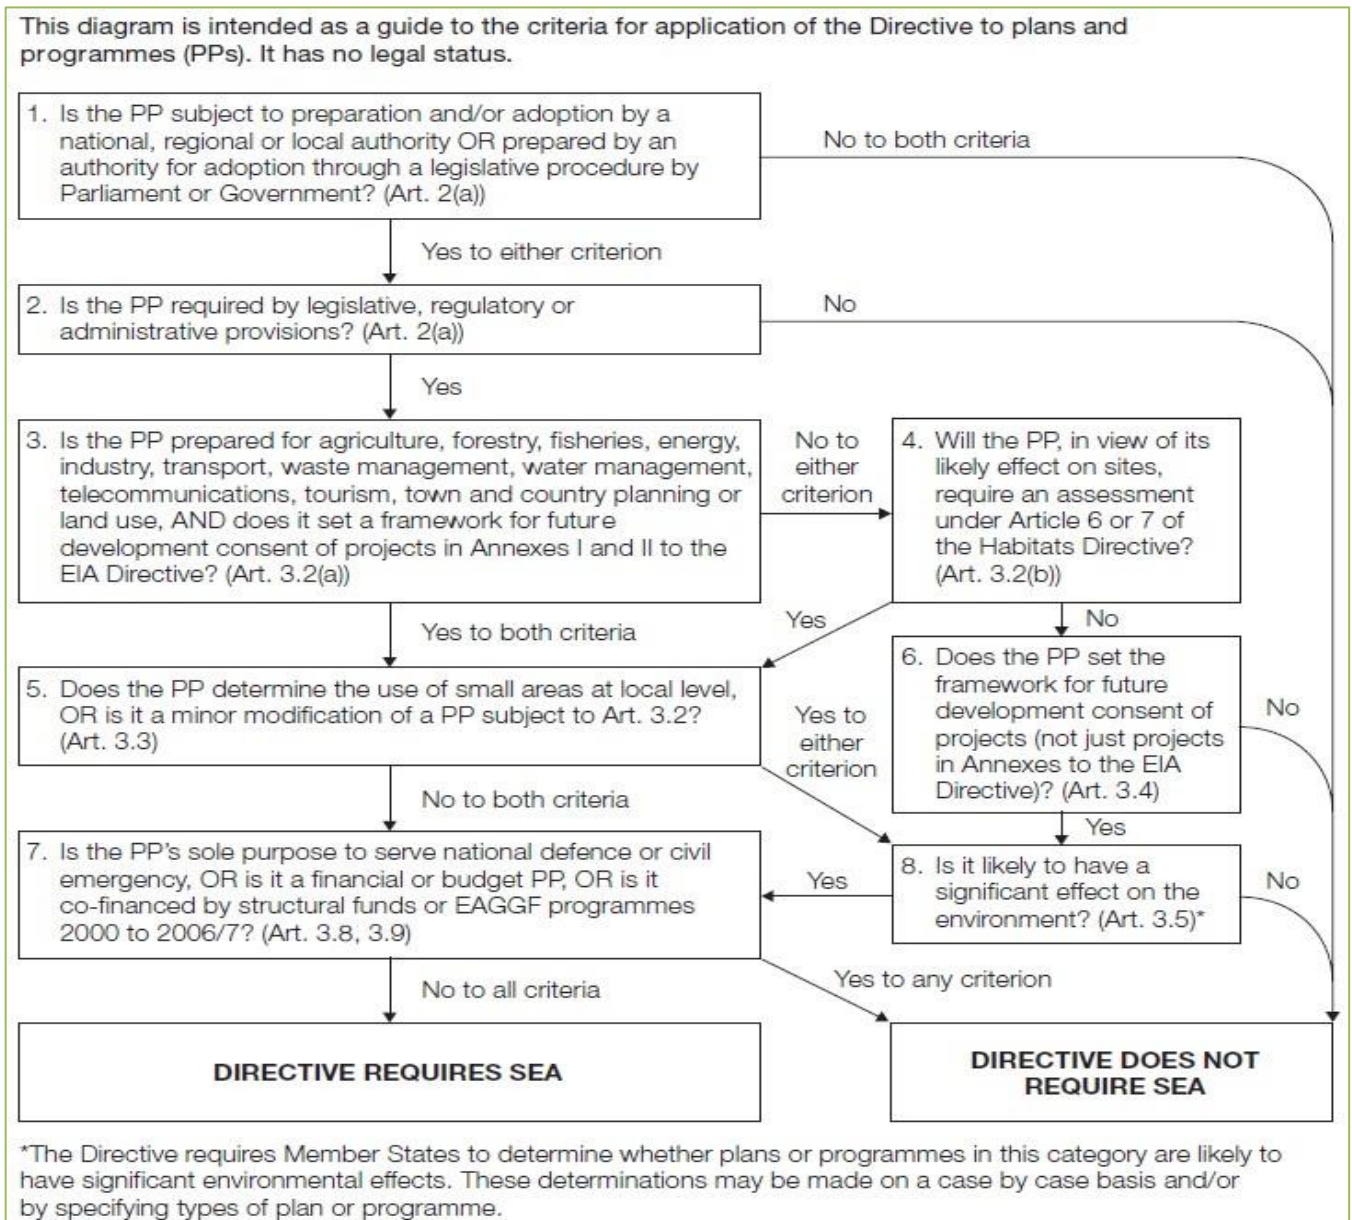 This diagram is intended as a guide to the criteria for application of the Directive to plans and
programmes (PPs). It has no legal status.
1. Is the PP subject to preparation and/or adoption by a
national, regional or local authority OR prepared by an
authority for adoption through a legislative procedure by
Parliament or Government? (Art. 2(a))
No to both criteria
Yes to either criterion
2. Is the PP required by legislative, regulatory or
administrative provisions? (Art. 2(a))
No
Yes
3. Is the PP prepared for agriculture, forestry, fisheries, energy,
industry, transport, waste management, water management,
telecommunications, tourism, town and country planning or
land use, AND does it set a framework for future
development consent of projects in Annexes I and II to the
EIA Directive? (Art. 3.2(a))
No to
either
criterion
4. Will the PP, in view of its
likely effect on sites,
require an assessment
under Article 6 or 7 of
the Habitats Directive?
(Art. 3.2(b))
Yes to both criteria
Yes
No
5. Does the PP determine the use of small areas at local level,
OR is it a minor modification of a PP subject to Art. 3.2?
(Art. 3.3)
Yes to
either
criterion
6. Does the PP set the
framework for future
development consent of
projects (not just projects
in Annexes to the EIA
Directive)? (Art. 3.4)
No
No to both criteria
Yes
7. Is the PP's sole purpose to serve national defence or civil
emergency, OR is it a financial or budget PP, OR is it
co-financed by structural funds or EAGGF programmes
2000 to 2006/7? (Art. 3.8, 3.9)
Yes
8. Is it likely to have a
significant effect on the
environment? (Art. 3.5)*
No
No to all criteria
Yes to any criterion
DIRECTIVE REQUIRES SEA
DIRECTIVE DOES NOT
REQUIRE SEA
*The Directive requires Member States to determine whether plans or programmes in this category are likely to
have significant environmental effects. These determinations may be made on a case by case basis and/or
by specifying types of plan or programme.